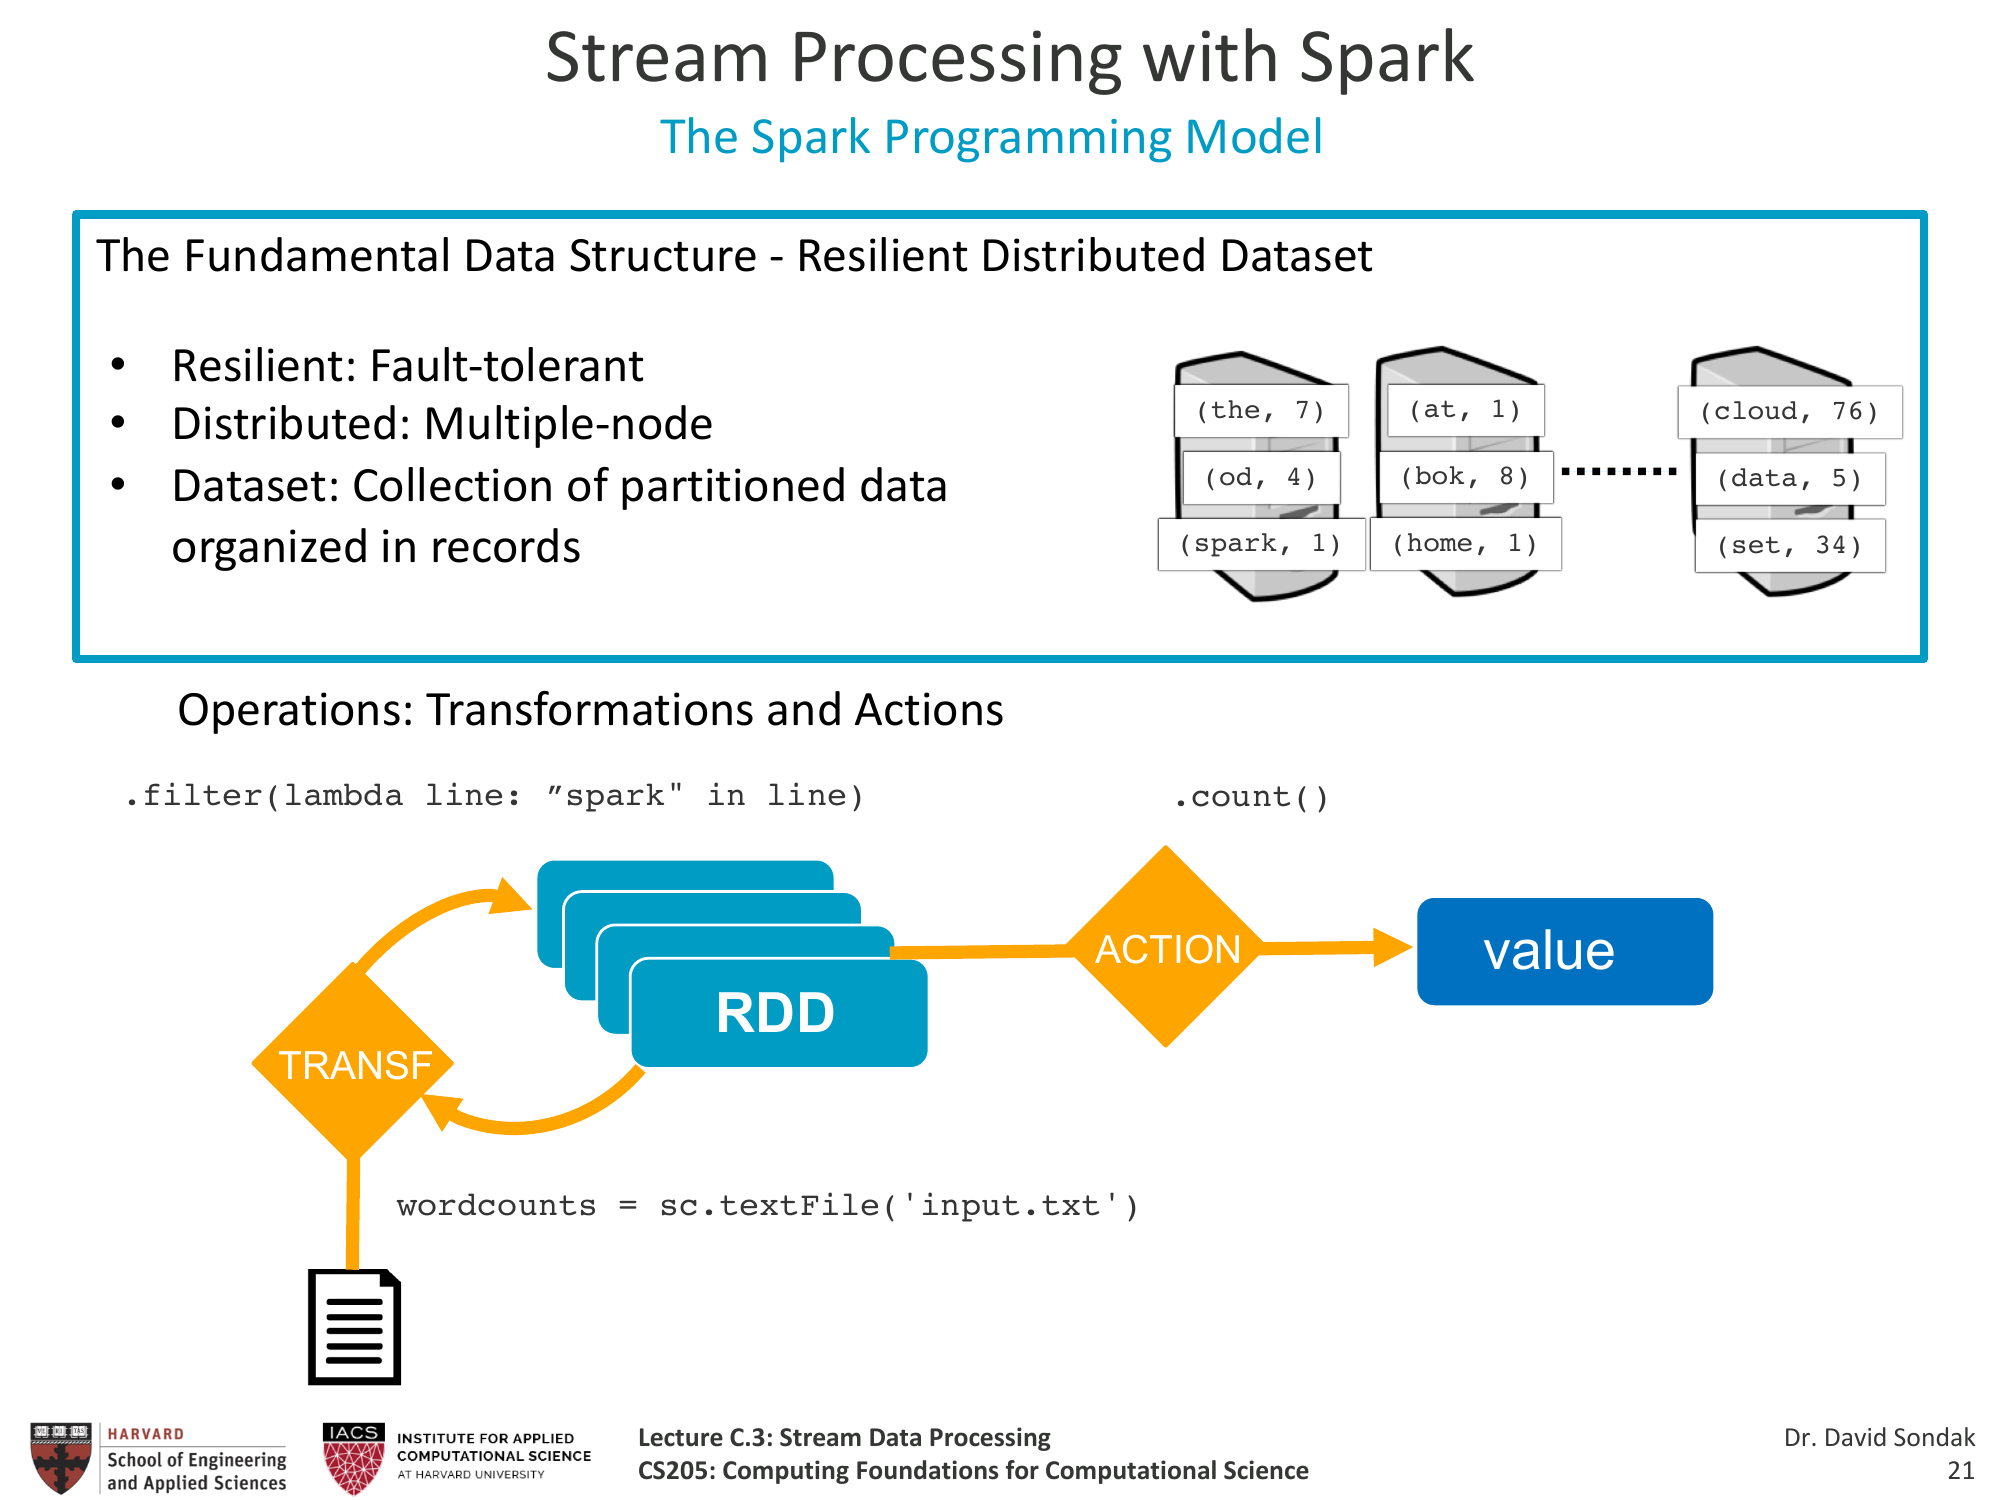 Stream Processing with Spark
The Spark Programming Model
The Fundamental Data Structure - Resilient Distributed Dataset
• Resilient: Fault-tolerant
• Distributed: Multiple-node
• Dataset: Collection of partitioned data
organized in records
(the, 7)
(od, 4)
(spark, 1)
(at, 1)
(bok, 8)
(home, 1)
(cloud, 76)
(data, 5)
(set, 34)
Operations: Transformations and Actions
.filter(lambda line: ”spark" in line)
.count()
TRANSF
RDD
ACTION
value
wordcounts = sc.textFile('input.txt')
HARVARD
School of Engineering
and Applied Sciences
IACS
INSTITUTE FOR APPLIED
COMPUTATIONAL SCIENCE
AT HARVARD UNIVERSITY
Lecture C.3: Stream Data Processing
CS205: Computing Foundations for Computational Science
Dr. David Sondak
21